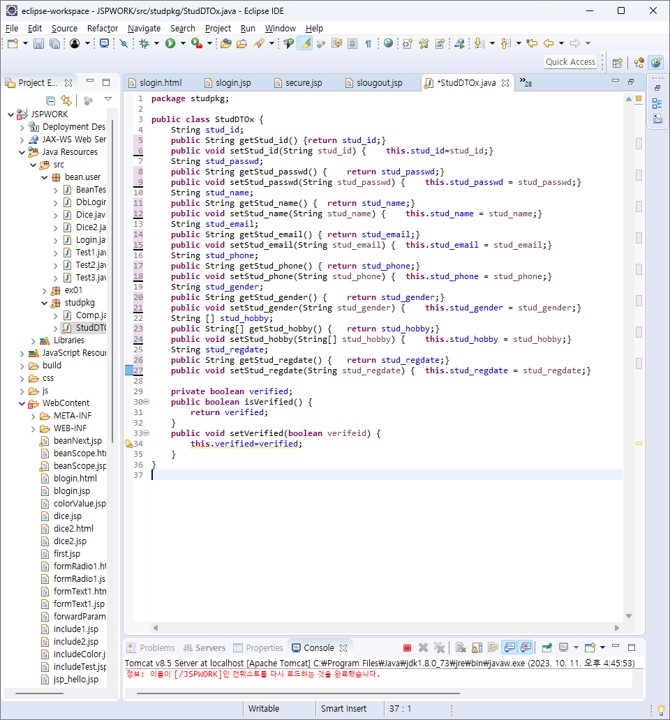 eclipse-workspace - JSPWORK/src/studpkg/StudDTOx.java - Eclipse IDE
File Edit Source Refactor Navigate Search Project Run Window Help
Quick Access
Project E...
slogin.html
slogin.jsp
secure.jsp
slougout.jsp
*StudDTOx.java
»28
JSPWORK
Deployment Des
JAX-WS Web Ser
Java Resources
src
bean.user
BeanTes
DbLogin
Dice.java
Dice2.java
Login.java
Test1.java
Test2.java
Test3.java
ex01
studpkg
Comp.java
StudDTO
Libraries
JavaScript Resour
build
css
js
WebContent
META-INF
WEB-INF
beanNext.jsp
beanScope.html
beanScope.jsp
blogin.html
blogin.jsp
colorValue.jsp
dice.jsp
dice2.html
dice2.jsp
first.jsp
formRadio1.ht
formRadio1.js
formText1.html
formText1.jsp
forwardParam
include1.jsp
include2.jsp
includeColor.j
includeTest.jsp
jsp_hello.jsp
1 package studpkg;
2
3 public class StudDTOx {
4 String stud_id;
5 public String getStud_id() {return stud_id;}
6 public void setStud_id(String stud_id) { this.stud_id=stud_id;}
7 String stud_passwd;
8 public String getStud_passwd() { return stud_passwd;}
9 public void setStud_passwd(String stud_passwd) { this.stud_passwd = stud_passwd;}
10 String stud_name;
11 public String getStud_name() { return stud_name;}
12 public void setStud_name(String stud_name) { this.stud_name = stud_name;}
13 String stud_email;
14 public String getStud_email() { return stud_email;}
15 public void setStud_email(String stud_email) { this.stud_email = stud_email;}
16 String stud_phone;
17 public String getStud_phone() { return stud_phone;}
18 public void setStud_phone(String stud_phone) { this.stud_phone = stud_phone;}
19 String stud_gender;
20 public String getStud_gender() { return stud_gender;}
21 public void setStud_gender(String stud_gender) { this.stud_gender = stud_gender;}
22 String [] stud_hobby;
23 public String[] getStud_hobby() { return stud_hobby;}
24 public void setStud_hobby(String[] stud_hobby) { this.stud_hobby = stud_hobby;}
25 String stud_regdate;
26 public String getStud_regdate() { return stud_regdate;}
27 public void setStud_regdate(String stud_regdate) { this.stud_regdate = stud_regdate;}
28
29 private boolean verified;
30 public boolean isVerified() {
31 return verified;
32 }
33 public void setVerified(boolean verifeid) {
34 this.verified=verified;
35 }
36 }
37
Problems Servers Properties Console
Tomcat v8.5 Server at localhost [Apache Tomcat] C:₩Program Files₩Java₩jdk1.8.0_73₩jre₩bin₩javaw.exe (2023. 10. 11. 오후 4:45:53)
정보: 이름이 [/JSPWORK]인 컨텍스트를 다시 로드하는 것을 완료했습니다.
Writable Smart Insert 37 : 1